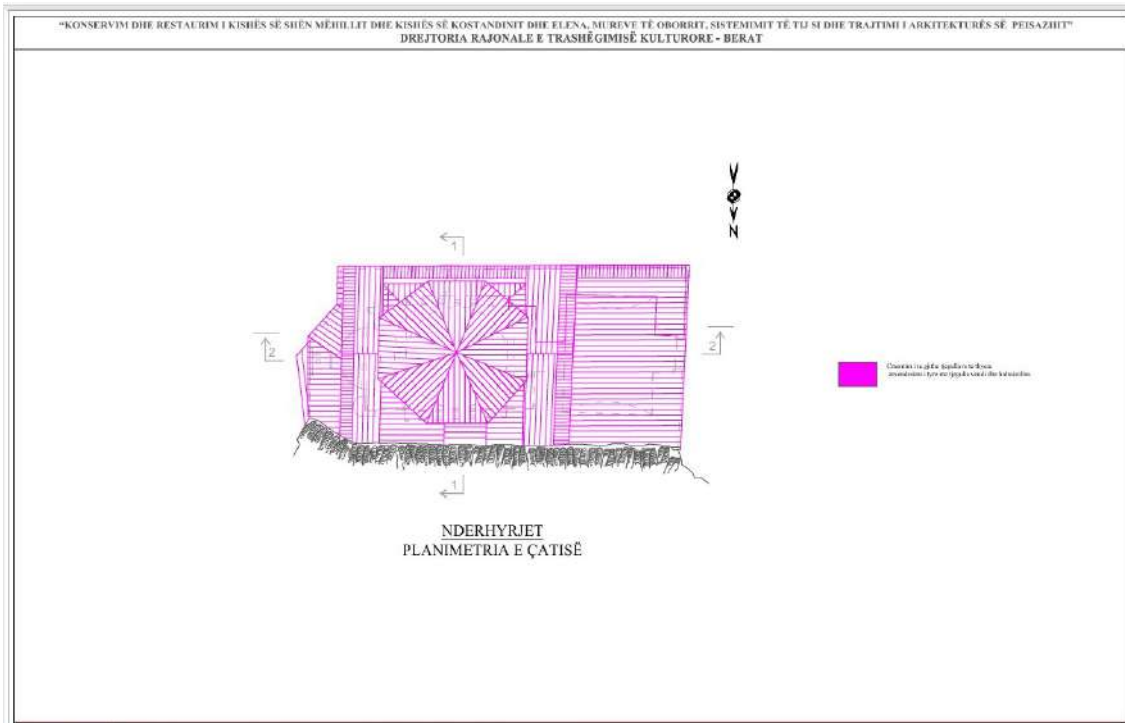 “KONSERVIM DHE RESTAURIM I KISHËS SË SHËN MËHILLIT DHE KISHËS SË KOSTANDINIT DHE ELENA, MUREVE TË OBORRIT, SISTEMIMIT TË TIJ SI DHE TRAJTIMI I ARKITEKTURËS SË PEISAZHIT”
DREJTORIA RAJONALE E TRASHËGIMISË KULTURORE - BERAT
V
V
N
1
2
2
1
NDERHYRJET
PLANIMETRIA E ÇATISË